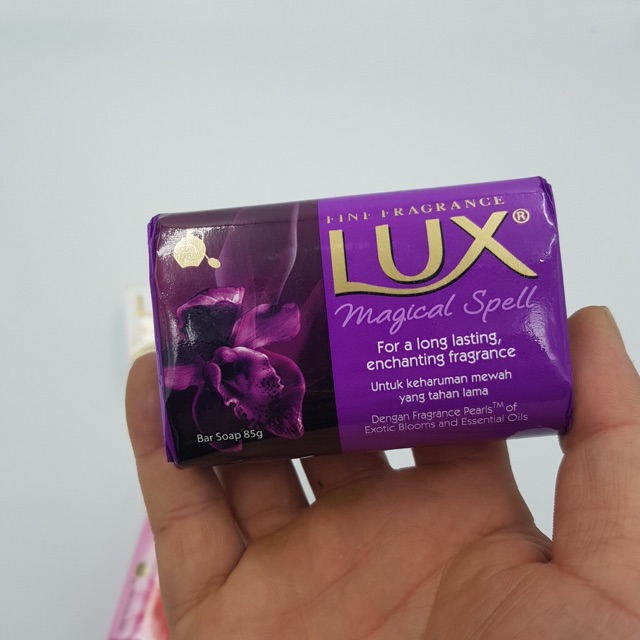 FINE FRAGRANCE
LUX®
Magical Spell
For a long lasting,
enchanting fragrance
Untuk keharuman mewah
yang tahan lama
Dengan Fragrance Pearls™ of
Exotic Blooms and Essential Oils
Bar Soap 85g